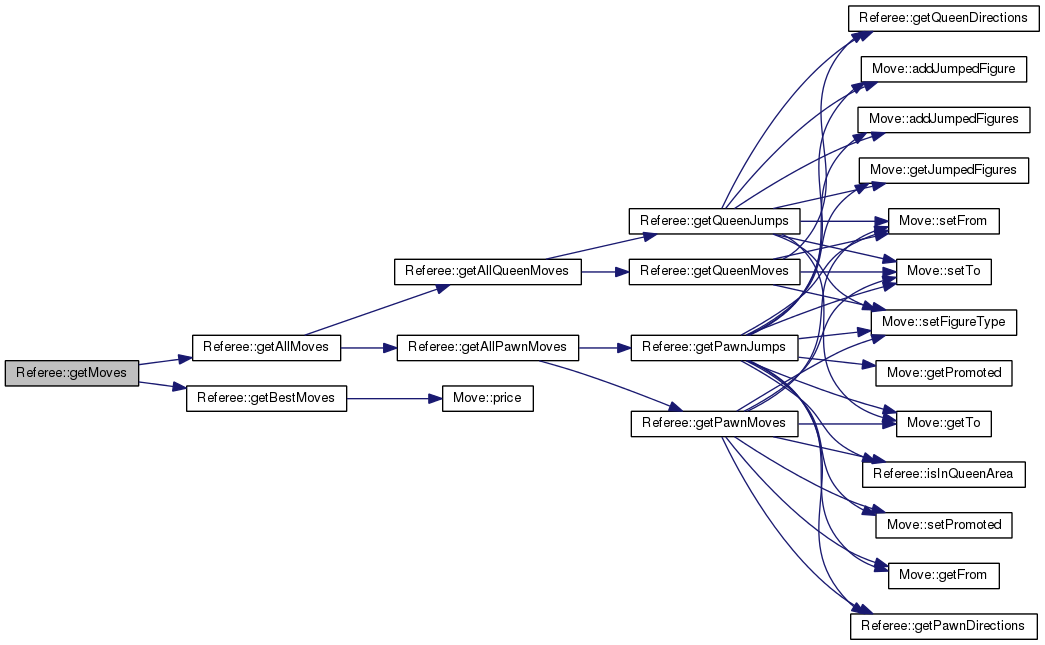 Referee::getQueenDirections
Move::addJumpedFigure
Move::addJumpedFigures
Move::getJumpedFigures
Referee::getQueenJumps
Move::setFrom
Referee::getAllQueenMoves
Referee::getQueenMoves
Move::setTo
Move::setFigureType
Referee::getAllMoves
Referee::getAllPawnMoves
Referee::getPawnJumps
Referee::getMoves
Move::getPromoted
Referee::getBestMoves
Move::price
Referee::getPawnMoves
Move::getTo
Referee::isInQueenArea
Move::setPromoted
Move::getFrom
Referee::getPawnDirections